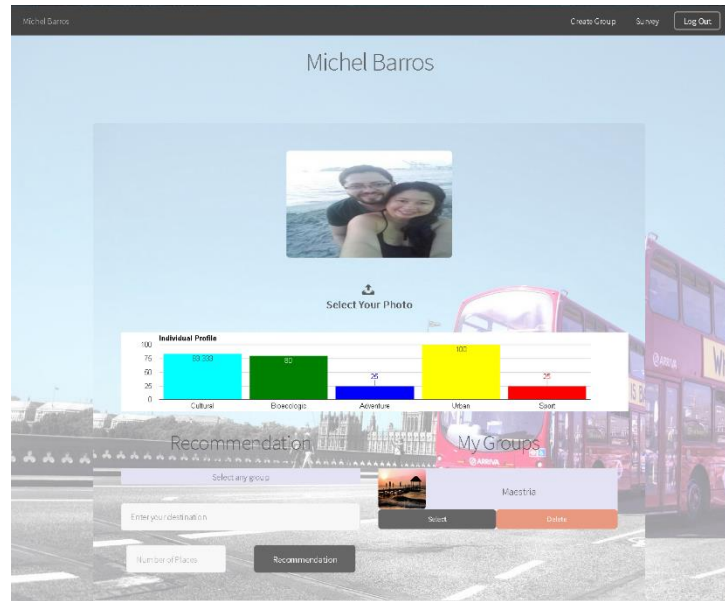 Michel Barros Create Group Survey Log Out
Michel Barros
Select Your Photo
Individual Profile
100
75
50
25
0
83.333 80 25 100 25
Cultural Bioecologic Adventure Urban Sport
ARRIVA
Recommendation My Groups
ARRIVA
Select any group
Maestria
Enter your destination
Select Delete
Number of Places Recommendation